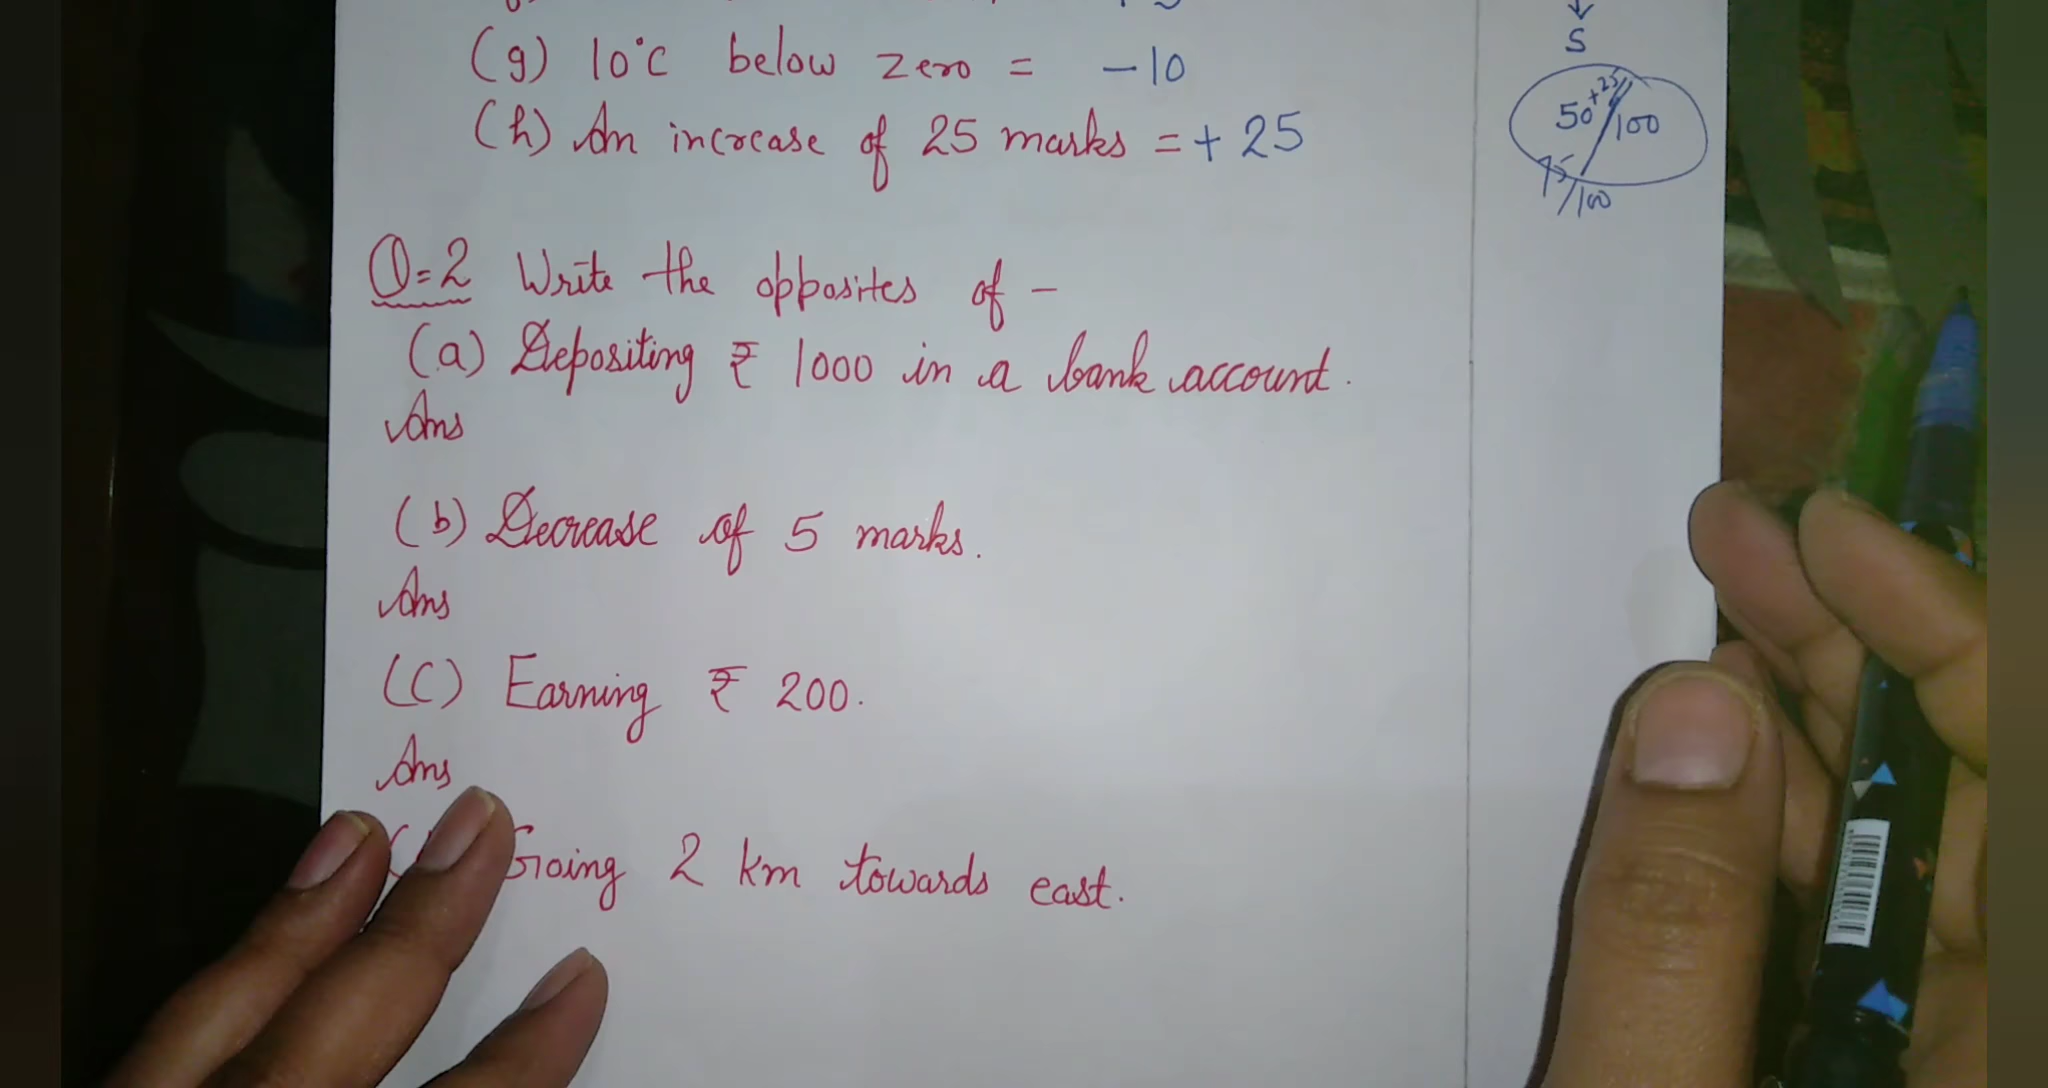 (g) 10°C below zero = -10
(h) An increase of 25 marks = + 25
Q=2 Write the opposites of -
(a) Depositing ₹ 1000 in a bank account.
Ans
(b) Decrease of 5 marks.
Ans
(C) Earning ₹ 200.
Ans
Going 2 km towards east.
S
50+25/100
75/100